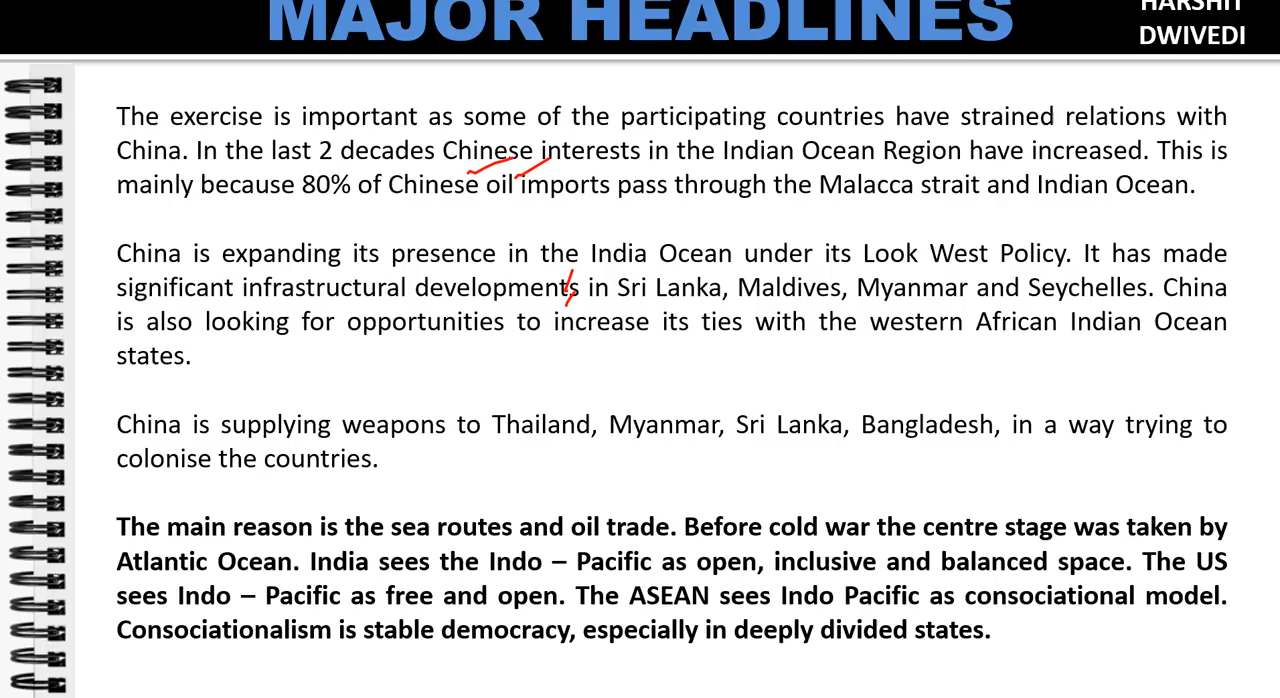 MAJOR HEADLINES
HARSHIT
DWIVEDI
The exercise is important as some of the participating countries have strained relations with
China. In the last 2 decades Chinese interests in the Indian Ocean Region have increased. This is
mainly because 80% of Chinese oil imports pass through the Malacca strait and Indian Ocean.
China is expanding its presence in the India Ocean under its Look West Policy. It has made
significant infrastructural developments in Sri Lanka, Maldives, Myanmar and Seychelles. China
is also looking for opportunities to increase its ties with the western African Indian Ocean
states.
China is supplying weapons to Thailand, Myanmar, Sri Lanka, Bangladesh, in a way trying to
colonise the countries.
The main reason is the sea routes and oil trade. Before cold war the centre stage was taken by
Atlantic Ocean. India sees the Indo – Pacific as open, inclusive and balanced space. The US
sees Indo – Pacific as free and open. The ASEAN sees Indo Pacific as consociational model.
Consociationalism is stable democracy, especially in deeply divided states.